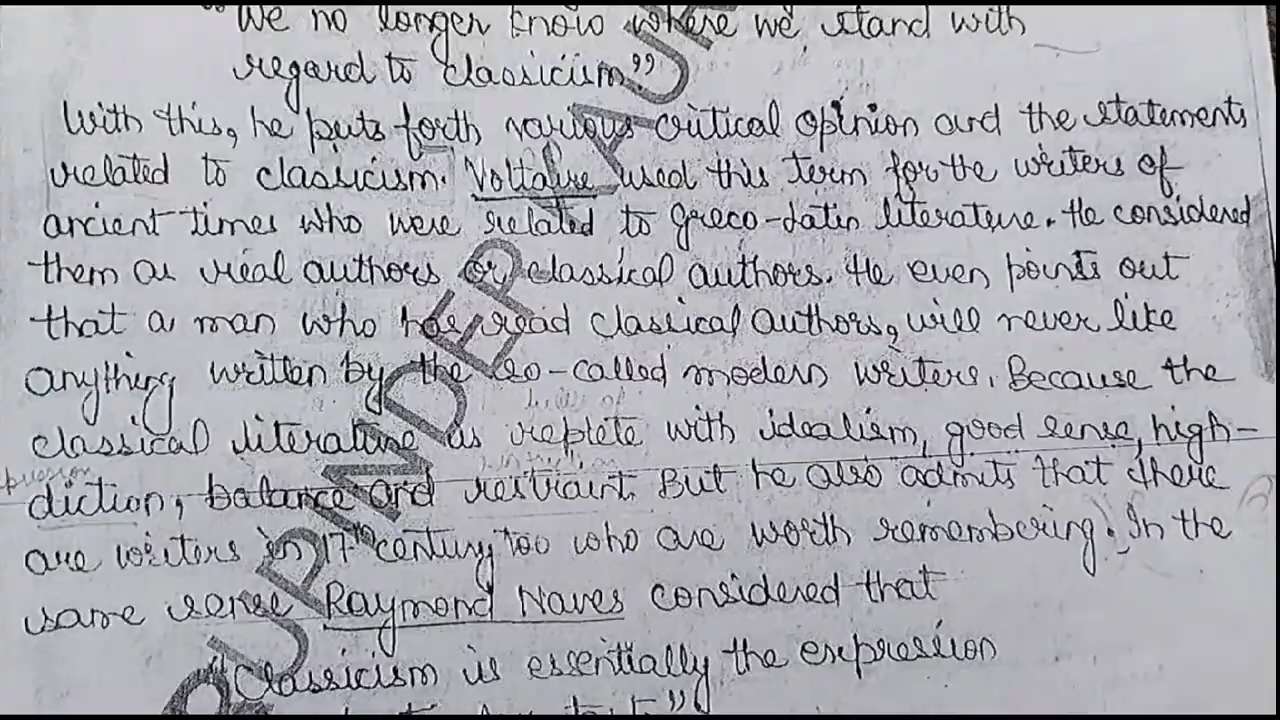 "We no longer know where we stand with
regard to classicism."
With this, he puts forth various critical opinion and the statements
related to classicism. Voltaire used this term for the writers of
ancient times who were related to Greco-Latin literature. He considered
them as real authors or classical authors. He even points out
that a man who has read classical authors, will never like
anything written by the so-called modern writers. Because the
classical literature is replete with idealism, good sense, high-
diction, balance and restraint. But he also admits that there
are writers in 17th century too who are worth remembering. In the
same sense Raymond Naves considered that
"Classicism is essentially the expression
RUPINDER AUR